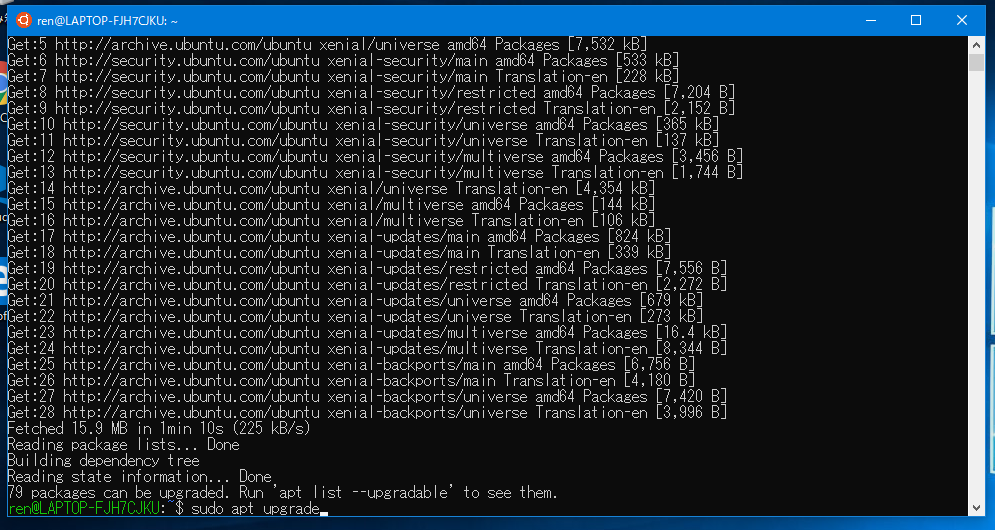 ren@LAPTOP-FJH7CJKU: ~
Get:5 http://archive.ubuntu.com/ubuntu xenial/universe amd64 Packages [7,532 kB]
Get:6 http://security.ubuntu.com/ubuntu xenial-security/main amd64 Packages [533 kB]
Get:7 http://security.ubuntu.com/ubuntu xenial-security/main Translation-en [228 kB]
Get:8 http://security.ubuntu.com/ubuntu xenial-security/restricted amd64 Packages [7,204 B]
Get:9 http://security.ubuntu.com/ubuntu xenial-security/restricted Translation-en [2,152 B]
Get:10 http://security.ubuntu.com/ubuntu xenial-security/universe amd64 Packages [365 kB]
Get:11 http://security.ubuntu.com/ubuntu xenial-security/universe Translation-en [137 kB]
Get:12 http://security.ubuntu.com/ubuntu xenial-security/multiverse amd64 Packages [3,456 B]
Get:13 http://security.ubuntu.com/ubuntu xenial-security/multiverse Translation-en [1,744 B]
Get:14 http://archive.ubuntu.com/ubuntu xenial/universe Translation-en [4,354 kB]
Get:15 http://archive.ubuntu.com/ubuntu xenial/multiverse amd64 Packages [144 kB]
Get:16 http://archive.ubuntu.com/ubuntu xenial/multiverse Translation-en [106 kB]
Get:17 http://archive.ubuntu.com/ubuntu xenial-updates/main amd64 Packages [824 kB]
Get:18 http://archive.ubuntu.com/ubuntu xenial-updates/main Translation-en [339 kB]
Get:19 http://archive.ubuntu.com/ubuntu xenial-updates/restricted amd64 Packages [7,556 B]
Get:20 http://archive.ubuntu.com/ubuntu xenial-updates/restricted Translation-en [2,272 B]
Get:21 http://archive.ubuntu.com/ubuntu xenial-updates/universe amd64 Packages [679 kB]
Get:22 http://archive.ubuntu.com/ubuntu xenial-updates/universe Translation-en [273 kB]
Get:23 http://archive.ubuntu.com/ubuntu xenial-updates/multiverse amd64 Packages [16.4 kB]
Get:24 http://archive.ubuntu.com/ubuntu xenial-updates/multiverse Translation-en [8,344 B]
Get:25 http://archive.ubuntu.com/ubuntu xenial-backports/main amd64 Packages [6,756 B]
Get:26 http://archive.ubuntu.com/ubuntu xenial-backports/main Translation-en [4,180 B]
Get:27 http://archive.ubuntu.com/ubuntu xenial-backports/universe amd64 Packages [7,420 B]
Get:28 http://archive.ubuntu.com/ubuntu xenial-backports/universe Translation-en [3,996 B]
Fetched 15.9 MB in 1min 10s (225 kB/s)
Reading package lists... Done
Building dependency tree
Reading state information... Done
79 packages can be upgraded. Run 'apt list --upgradable' to see them.
ren@LAPTOP-FJH7CJKU:~$ sudo apt upgrade